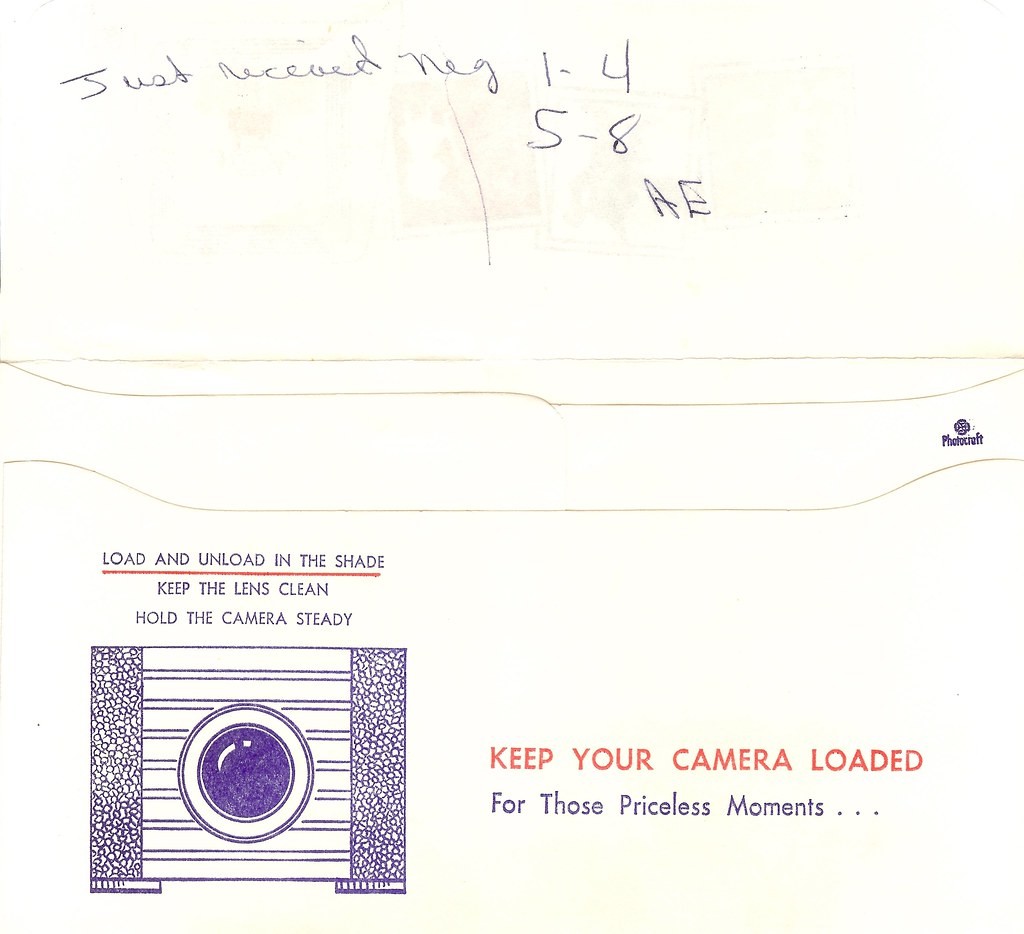 Just received Neg 1-4
5-8
AE
Photocraft
LOAD AND UNLOAD IN THE SHADE
KEEP THE LENS CLEAN
HOLD THE CAMERA STEADY
KEEP YOUR CAMERA LOADED
For Those Priceless Moments . . .